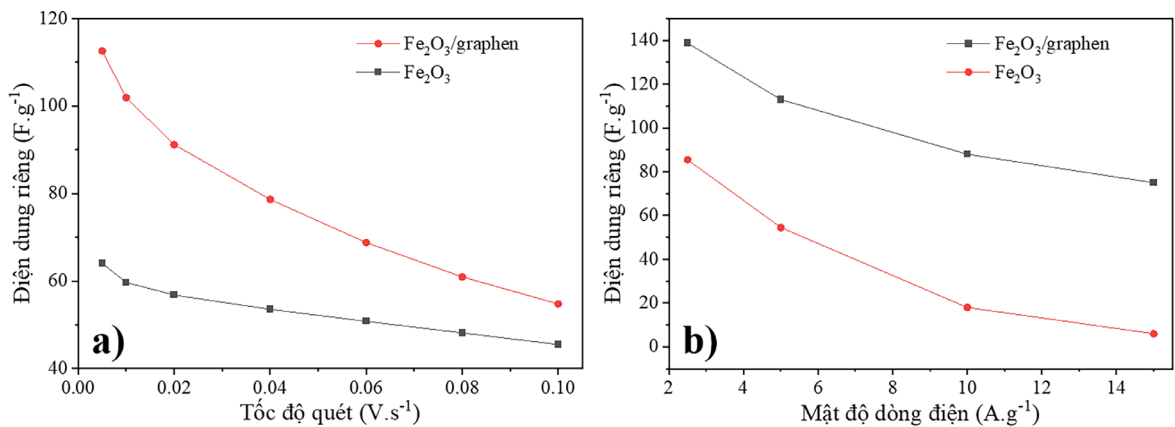 120
100
80
60
40
Điện dung riêng (F.g⁻¹)
Fe₂O₃/graphen
Fe₂O₃
a)
0.00 0.02 0.04 0.06 0.08 0.10
Tốc độ quét (V.s⁻¹)
140
120
100
80
60
40
20
0
Điện dung riêng (F.g⁻¹)
Fe₂O₃/graphen
Fe₂O₃
b)
2 4 6 8 10 12 14
Mật độ dòng điện (A.g⁻¹)